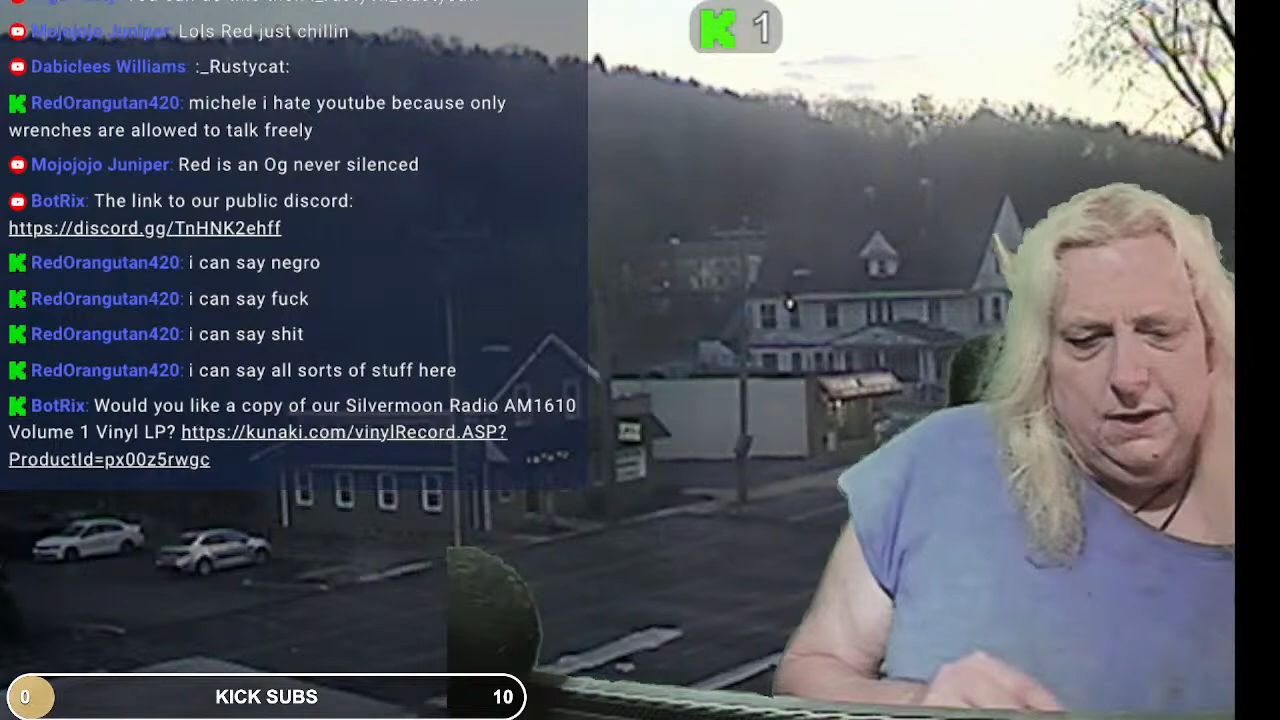 Mojojojo Juniper: Lols Red just chillin
K 1
Dabiclees Williams: :_Rustycat:
RedOrangutan420: michele i hate youtube because only
wrenches are allowed to talk freely
Mojojojo Juniper: Red is an Og never silenced
BotRix: The link to our public discord:
https://discord.gg/TnHNK2ehff
RedOrangutan420: i can say negro
RedOrangutan420: i can say fuck
RedOrangutan420: i can say shit
RedOrangutan420: i can say all sorts of stuff here
BotRix: Would you like a copy of our Silvermoon Radio AM1610
Volume 1 Vinyl LP? https://kunaki.com/vinylRecord.ASP?
ProductId=px00z5rwgc
0 KICK SUBS 10